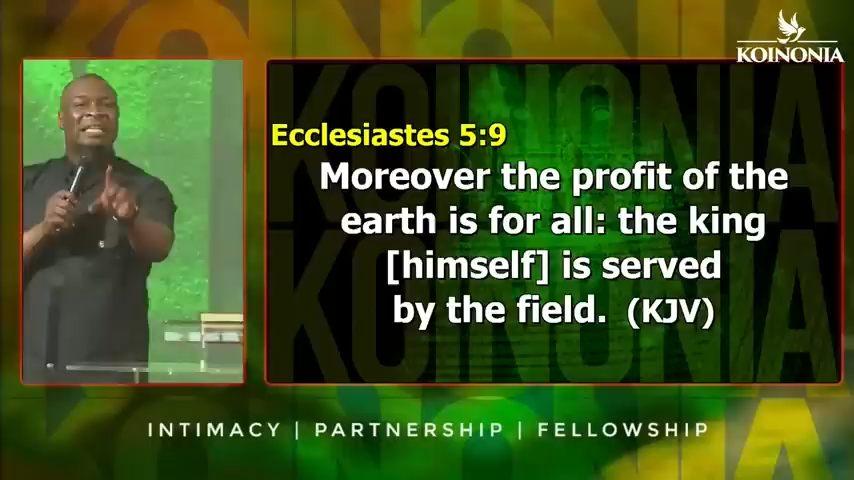 KOINONIA
Ecclesiastes 5:9
Moreover the profit of the
earth is for all: the king
[himself] is served
by the field. (KJV)
INTIMACY | PARTNERSHIP | FELLOWSHIP